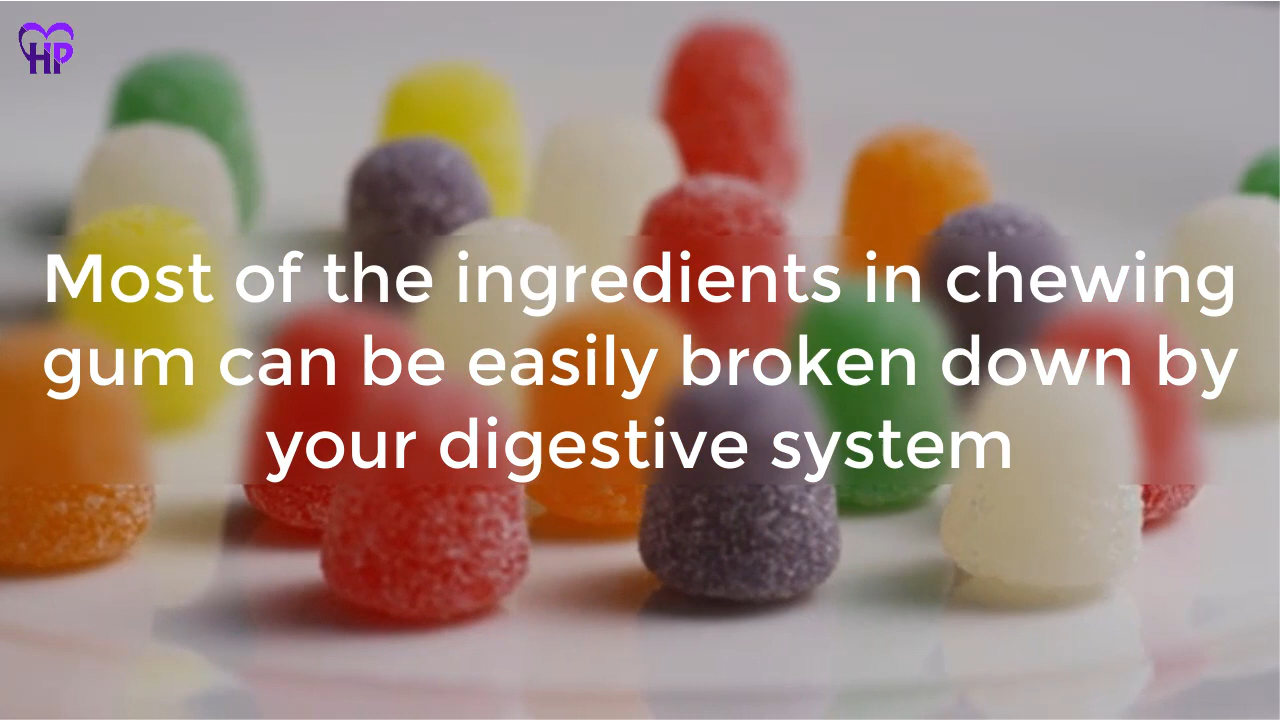 HP
Most of the ingredients in chewing
gum can be easily broken down by
your digestive system